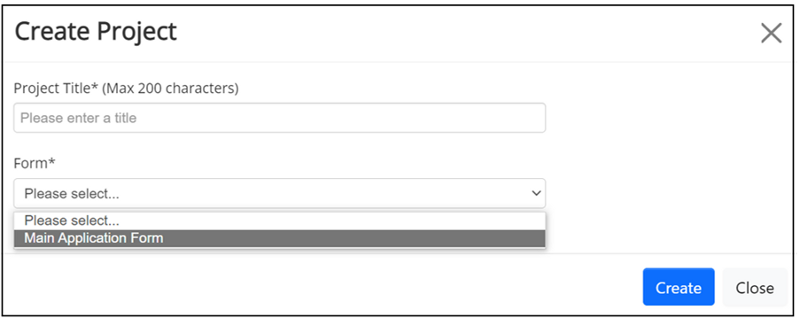 Create Project
Project Title* (Max 200 characters)
Please enter a title
Form*
Please select...
Please select...
Main Application Form
Create Close